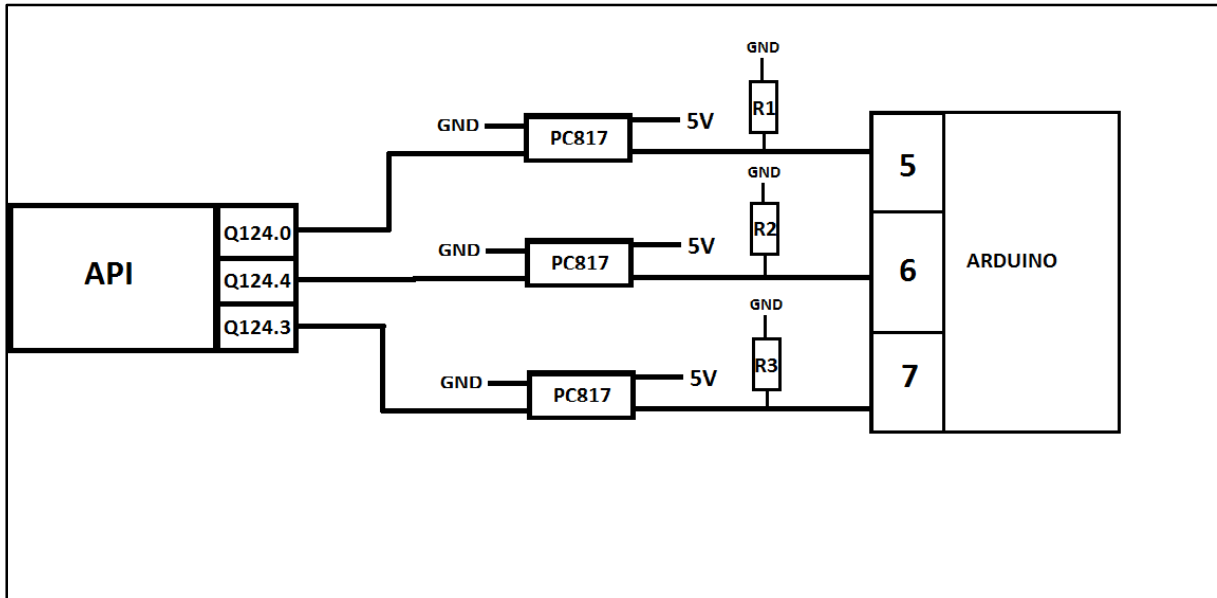 GND
R1
GND
PC817
5V
5
GND
R2
Q124.0
GND
PC817
5V
API
Q124.4
6
ARDUINO
Q124.3
GND
R3
GND
PC817
5V
7